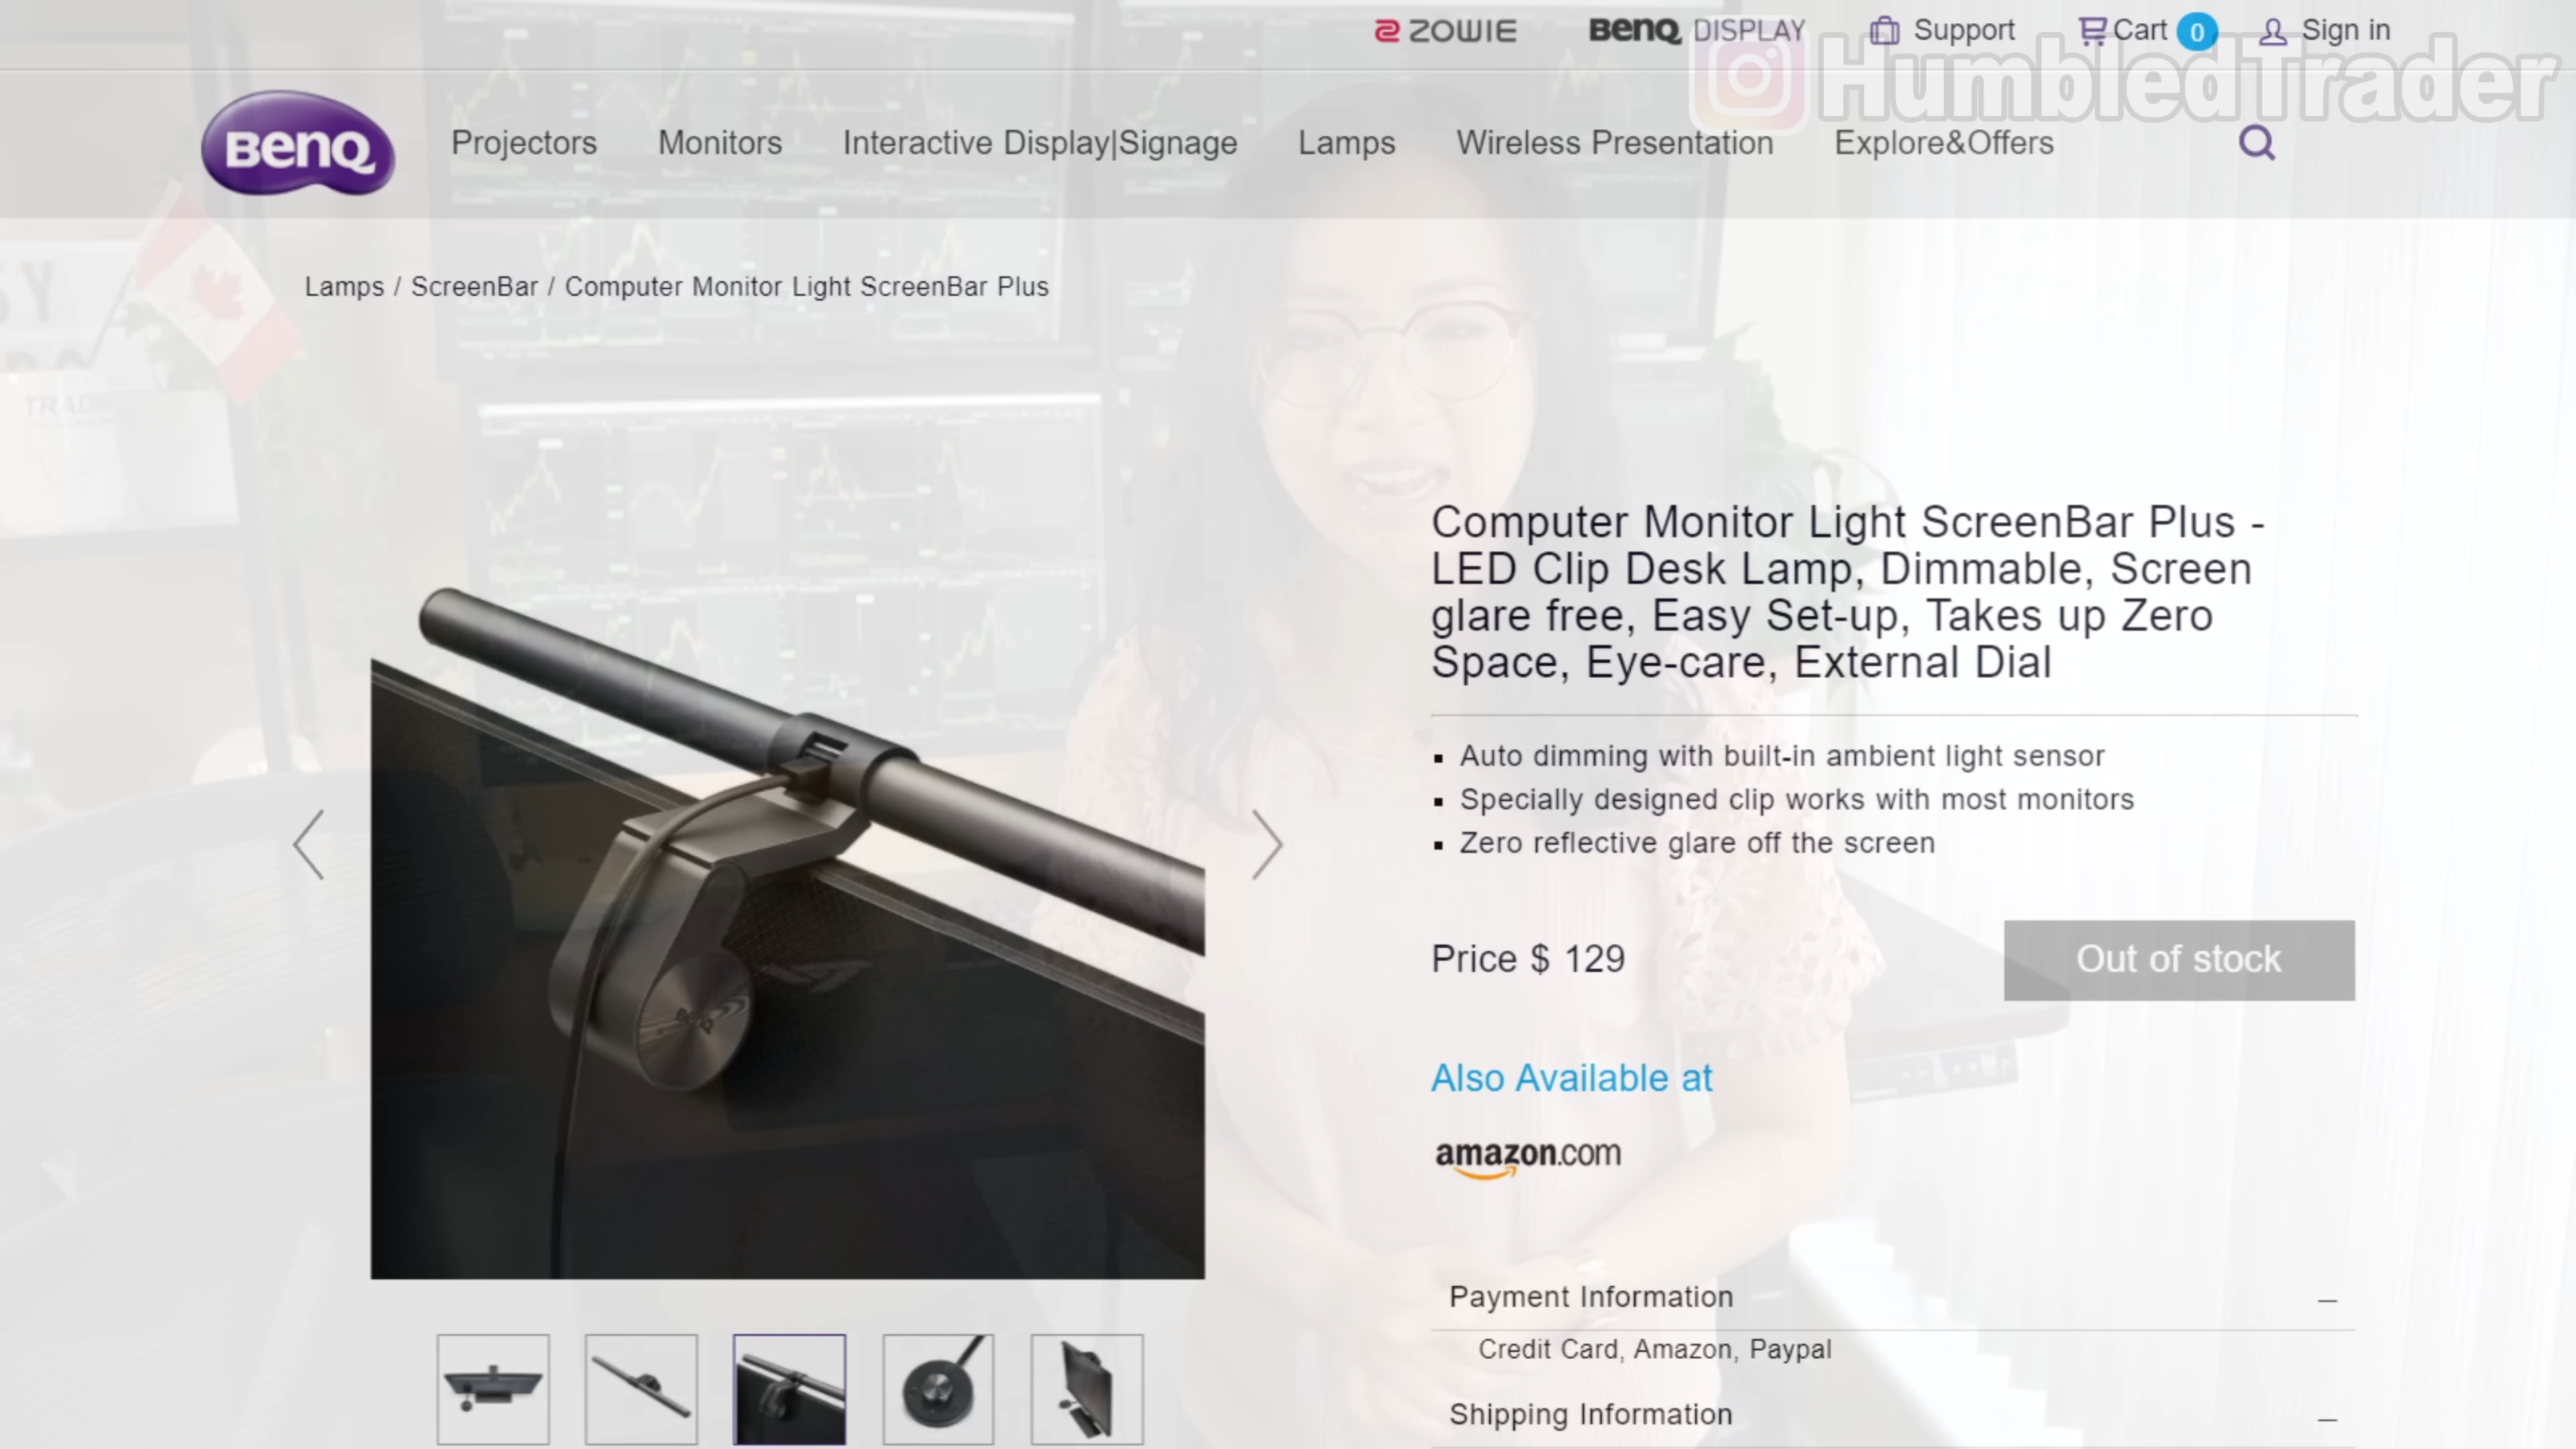 ZOWIE
BenQ DISPLAY
Support
Cart 0
Sign in
HumbledTrader
BenQ
Projectors
Monitors
Interactive Display|Signage
Lamps
Wireless Presentation
Explore&Offers
Lamps / ScreenBar / Computer Monitor Light ScreenBar Plus
Computer Monitor Light ScreenBar Plus -
LED Clip Desk Lamp, Dimmable, Screen
glare free, Easy Set-up, Takes up Zero
Space, Eye-care, External Dial
▪ Auto dimming with built-in ambient light sensor
▪ Specially designed clip works with most monitors
▪ Zero reflective glare off the screen
Price $ 129
Out of stock
Also Available at
amazon.com
Payment Information
Credit Card, Amazon, Paypal
Shipping Information